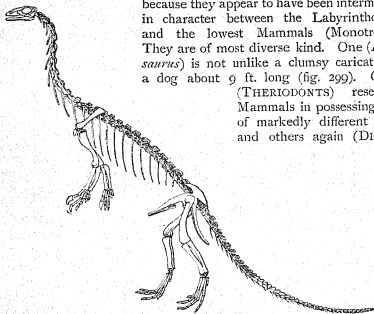 because they appear to have been interm
in character between the Labyrintho
and the lowest Mammals (Monotr
They are of most diverse kind. One (
saurus) is not unlike a clumsy caricat
a dog about 9 ft. long (fig. 299).
(THERIODONTS) rese
Mammals in possessing
of markedly different
and others again (DI